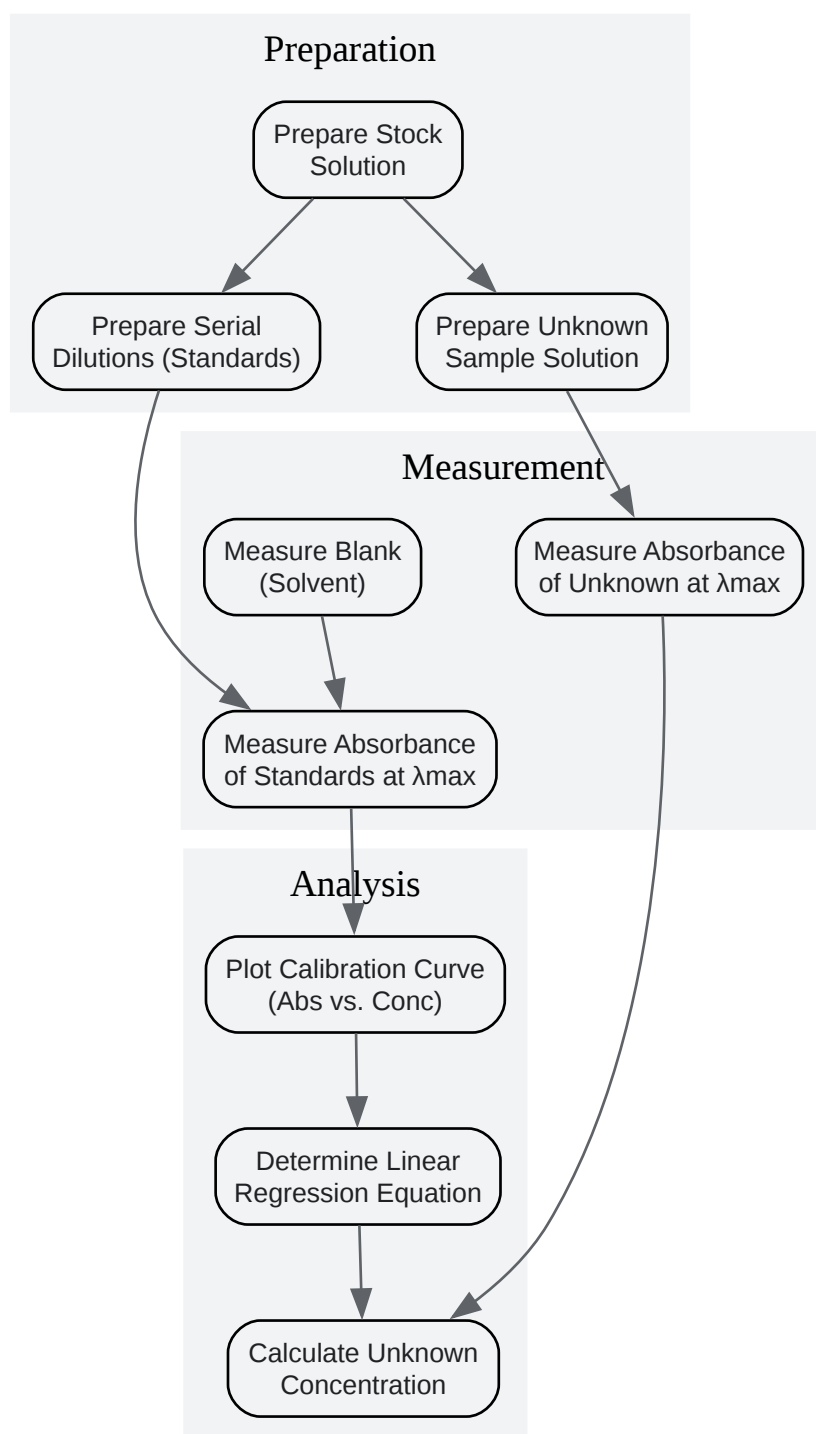 Preparation
Prepare Stock
Solution
Prepare Serial
Dilutions (Standards)
Prepare Unknown
Sample Solution
Measurement
Measure Blank
(Solvent)
Measure Absorbance
of Unknown at λmax
Measure Absorbance
of Standards at λmax
Analysis
Plot Calibration Curve
(Abs vs. Conc)
Determine Linear
Regression Equation
Calculate Unknown
Concentration